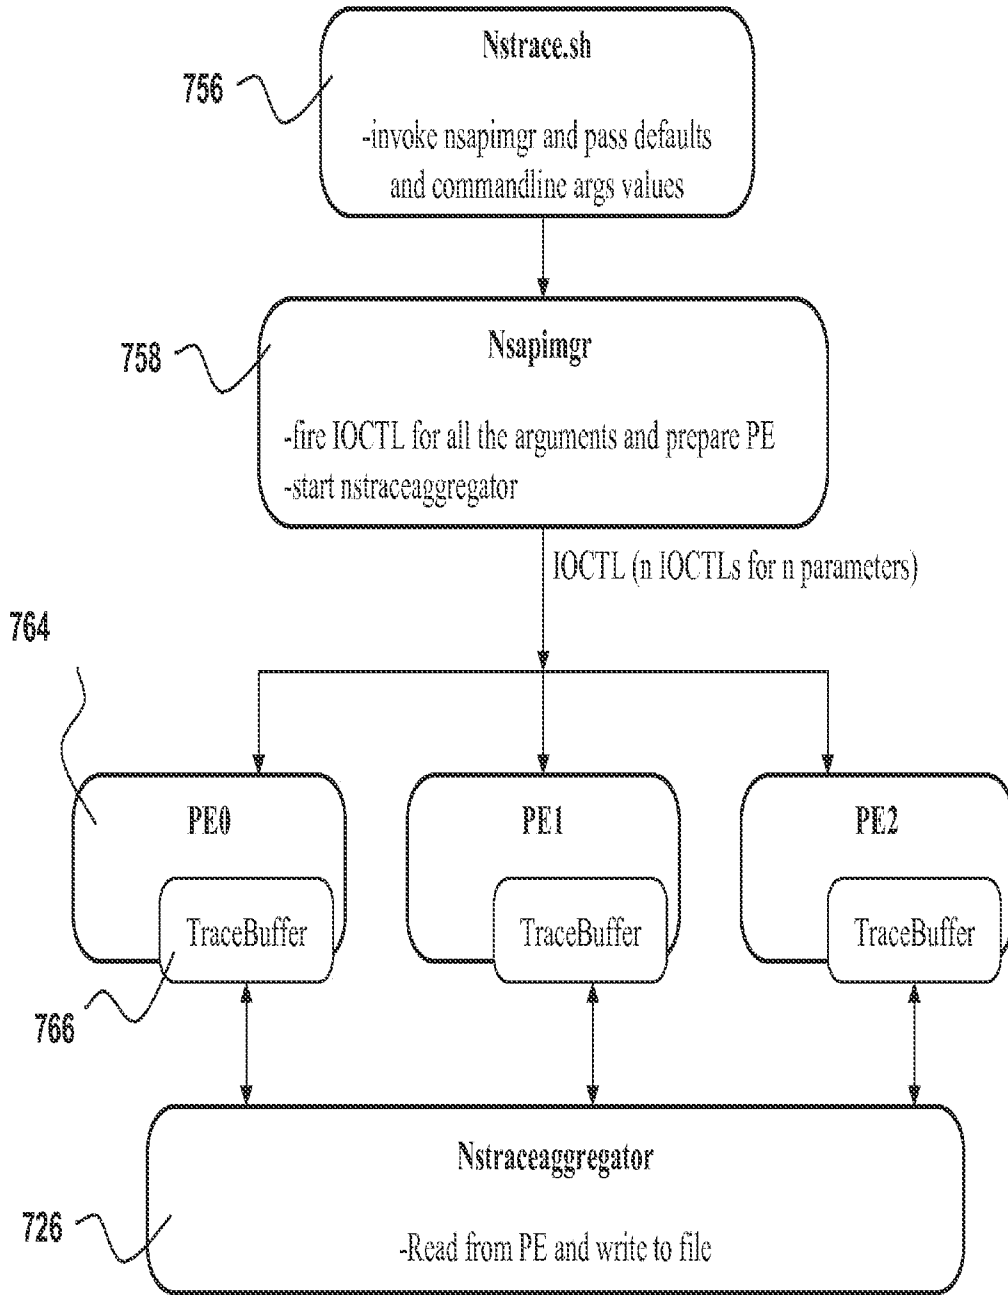 Nstrace.sh
756
-invoke nsapimgr and pass defaults
and commandline args values
Nsapimgr
758
-fire IOCTL for all the arguments and prepare PE
-start nstraceaggregator
IOCTL (n IOCTLs for n parameters)
764
PE0
PE1
PE2
TraceBuffer
TraceBuffer
TraceBuffer
766
Nstraceaggregator
726
-Read from PE and write to file